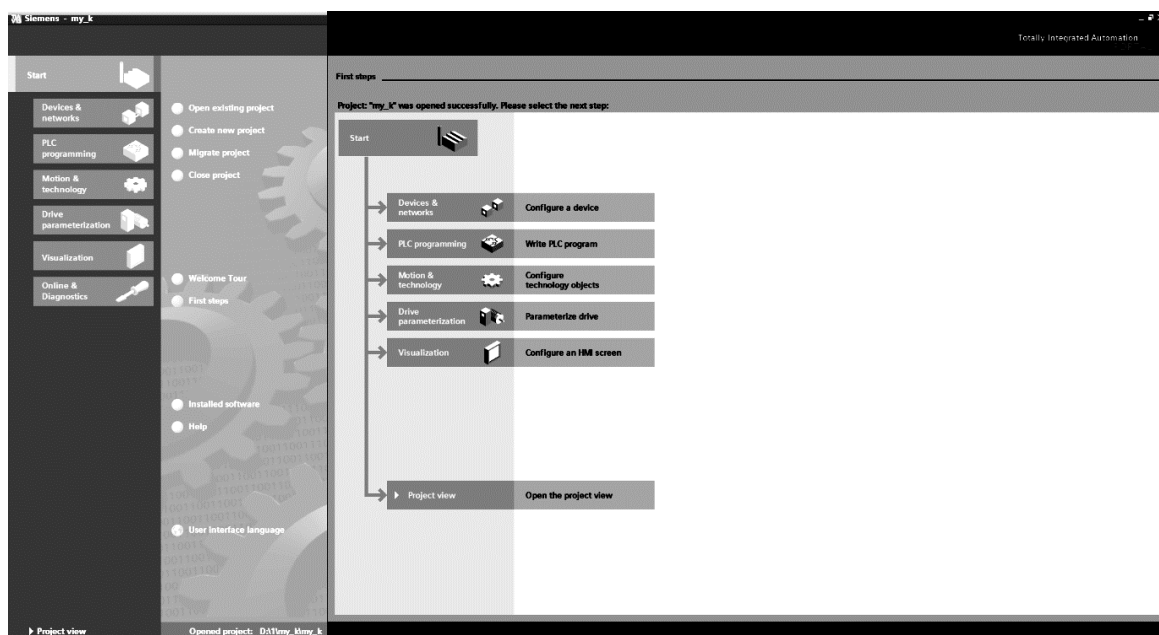 Siemens - my_k
Totally Integrated Automation
Start
Devices &
networks
PLC
programming
Motion &
technology
Drive
parameterization
Visualization
Online &
Diagnostics
Open existing project
Create new project
Migrate project
Close project
Welcome Tour
First steps
Installed software
Help
User interface language
First steps
Project: "my_k" was opened successfully. Please select the next step:
Start
Devices &
networks
Configure a device
PLC programming
Write PLC program
Motion &
technology
Configure
technology objects
Drive
parameterization
Parameterize drive
Visualization
Configure an HMI screen
Project view
Open the project view
Project view
Opened project: D:\1\my_k\my_k